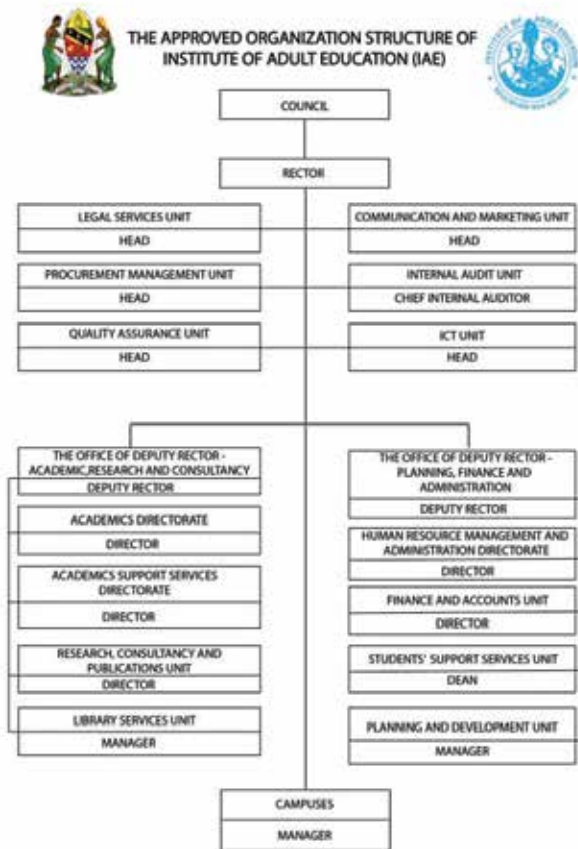 THE APPROVED ORGANIZATION STRUCTURE OF
INSTITUTE OF ADULT EDUCATION (IAE)
INSTITUTE OF ADULT EDUCATION
COUNCIL
RECTOR
LEGAL SERVICES UNIT
HEAD
COMMUNICATION AND MARKETING UNIT
HEAD
PROCUREMENT MANAGEMENT UNIT
HEAD
INTERNAL AUDIT UNIT
CHIEF INTERNAL AUDITOR
QUALITY ASSURANCE UNIT
HEAD
ICT UNIT
HEAD
THE OFFICE OF DEPUTY RECTOR -
ACADEMIC,RESEARCH AND CONSULTANCY
DEPUTY RECTOR
ACADEMICS DIRECTORATE
DIRECTOR
ACADEMICS SUPPORT SERVICES
DIRECTORATE
DIRECTOR
RESEARCH, CONSULTANCY AND
PUBLICATIONS UNIT
DIRECTOR
LIBRARY SERVICES UNIT
MANAGER
THE OFFICE OF DEPUTY RECTOR -
PLANNING, FINANCE AND
ADMINISTRATION
DEPUTY RECTOR
HUMAN RESOURCE MANAGEMENT AND
ADMINISTRATION DIRECTORATE
DIRECTOR
FINANCE AND ACCOUNTS UNIT
DIRECTOR
STUDENTS' SUPPORT SERVICES UNIT
DEAN
PLANNING AND DEVELOPMENT UNIT
MANAGER
CAMPUSES
MANAGER